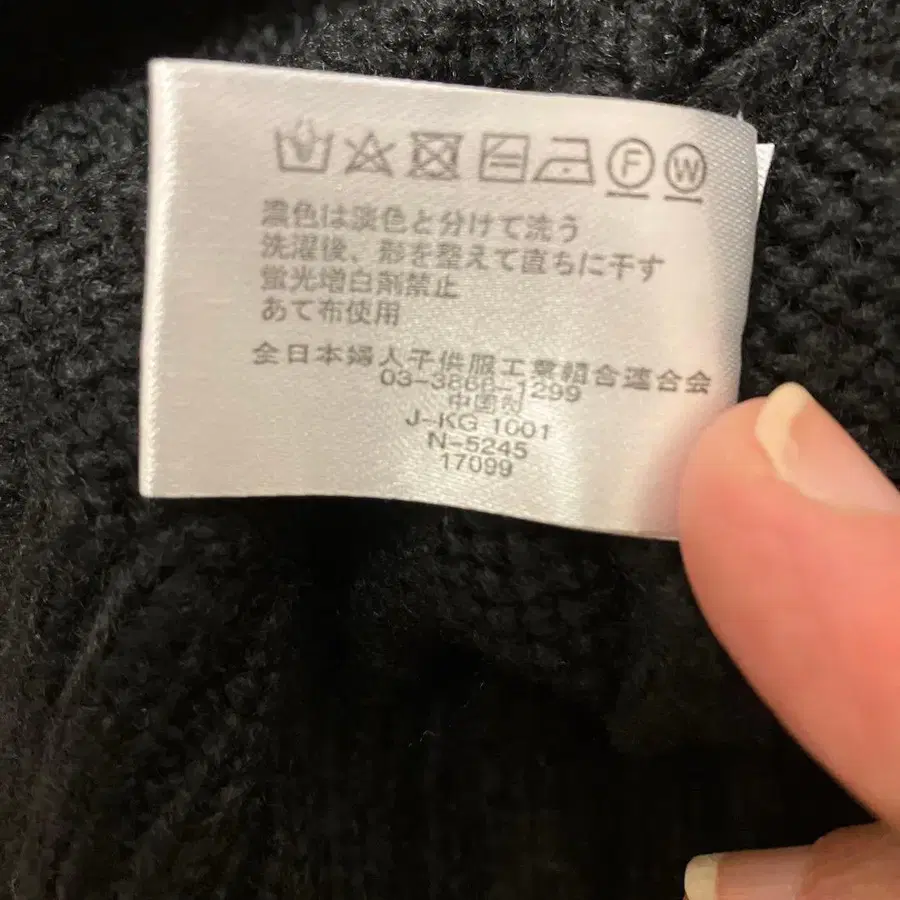 F W
濃色は淡色と分けて洗う
洗濯後、形を整えて直ちに干す
蛍光増白剤禁止
あて布使用
全日本婦人子供服工業組合連合会
03-3866-1299
中国製
J-KG 1001
N-5245
17099